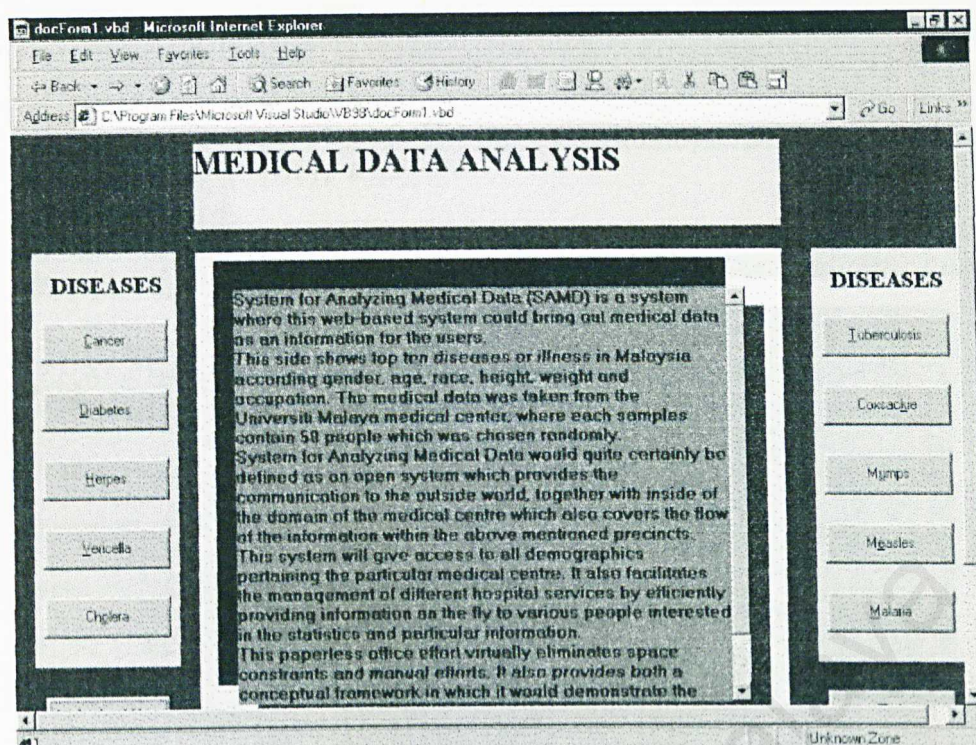 docForm1.vbd - Microsoft Internet Explorer
File Edit View Favorites Tools Help
Back Search Favorites History
Address C:\Program Files\Microsoft Visual Studio\VB98\docForm1.vbd Go Links »
MEDICAL DATA ANALYSIS
DISEASES
Cancer
Diabetes
Herpes
Vericella
Cholera
System for Analyzing Medical Data (SAMD) is a system
where this web-based system could bring out medical data
as an information for the users.
This side shows top ten diseases or illness in Malaysia
according gender, age, race, height, weight and
occupation. The medical data was taken from the
Universiti Malaya medical center, where each samples
contain 50 people which was chosen randomly.
System for Analyzing Medical Data would quite certainly be
defined as an open system which provides the
communication to the outside world, together with inside of
the domain of the medical centre which also covers the flow
of the information within the above mentioned precincts.
This system will give access to all demographics
pertaining the particular medical centre. It also facilitates
the management of different hospital services by efficiently
providing information on the fly to various people interested
in the statistics and particular information.
This paperless office effort virtually eliminates space
constraints and manual efforts. It also provides both a
conceptual framework in which it would demonstrate the
DISEASES
Tuberculosis
Coxsackie
Mumps
Measles
Malaria
Unknown Zone